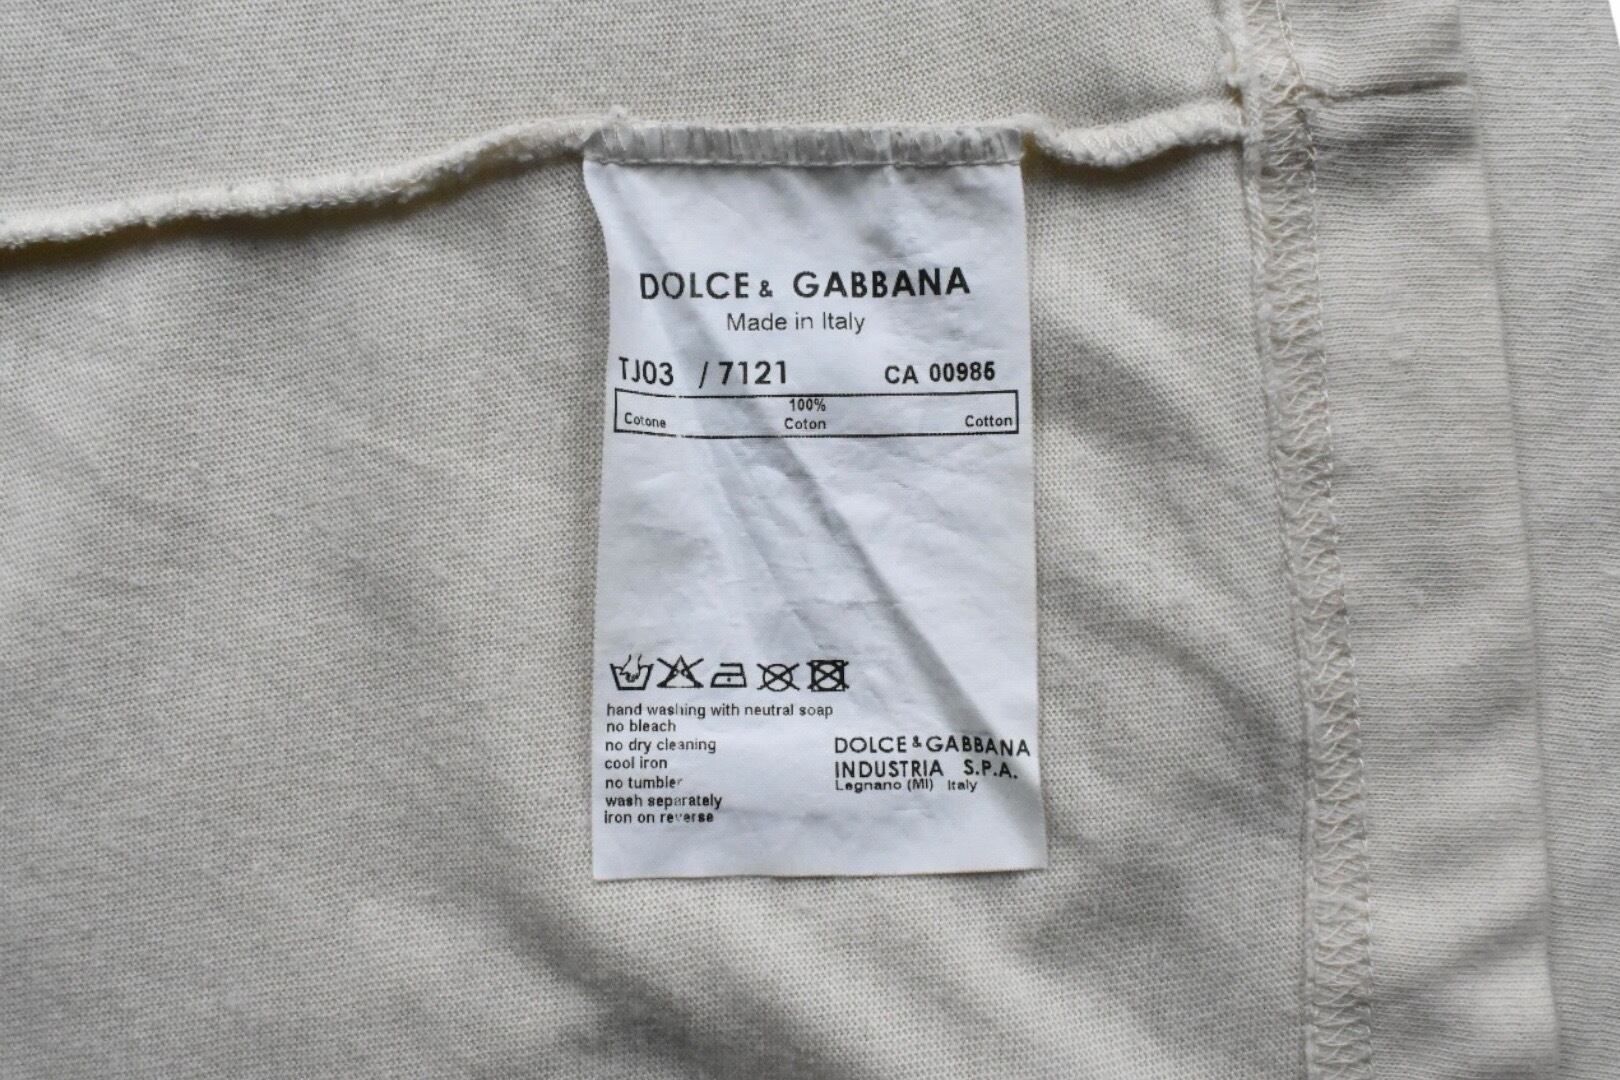 DOLCE & GABBANA
Made in Italy
TJ03 / 7121 CA 00985
100%
Cotone Coton Cotton
hand washing with neutral soap
no bleach
no dry cleaning
cool iron
no tumbler
wash separately
iron on reverse
DOLCE & GABBANA
INDUSTRIA S.P.A.
Legnano (MI) Italy